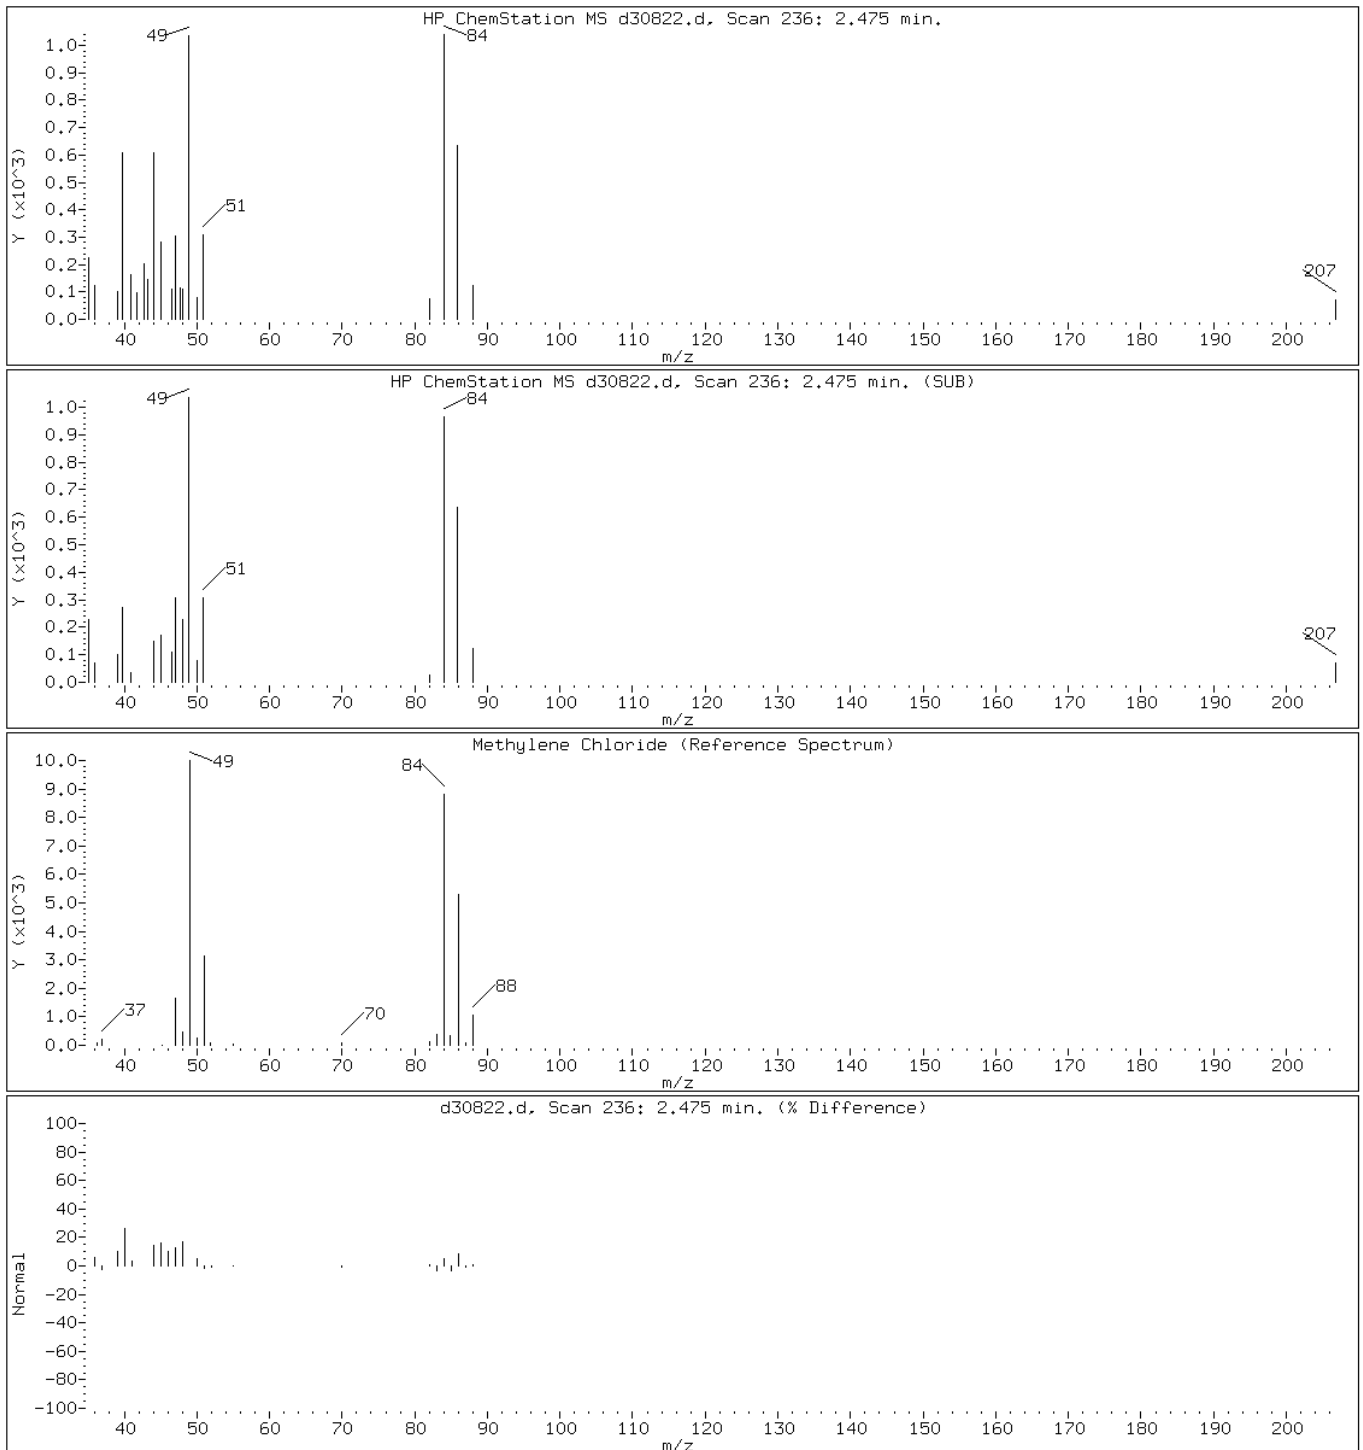 HP ChemStation MS d30822.d, Scan 236: 2.475 min.
49 84
1.0
0.9
0.8
0.7
0.6
0.5
0.4 51
0.3
0.2 207
0.1
0.0
Y (x10^3)
40 50 60 70 80 90 100 110 120 130 140 150 160 170 180 190 200
m/z
HP ChemStation MS d30822.d, Scan 236: 2.475 min. (SUB)
49 84
1.0
0.9
0.8
0.7
0.6
0.5
0.4 51
0.3
0.2 207
0.1
0.0
Y (x10^3)
40 50 60 70 80 90 100 110 120 130 140 150 160 170 180 190 200
m/z
Methylene Chloride (Reference Spectrum)
10.0 49 84
9.0
8.0
7.0
6.0
5.0
4.0
3.0
2.0 88
1.0 37 70
0.0
Y (x10^3)
40 50 60 70 80 90 100 110 120 130 140 150 160 170 180 190 200
m/z
d30822.d, Scan 236: 2.475 min. (% Difference)
100
80
60
40
20
0
-20
-40
-60
-80
-100
Normal
40 50 60 70 80 90 100 110 120 130 140 150 160 170 180 190 200
m/z